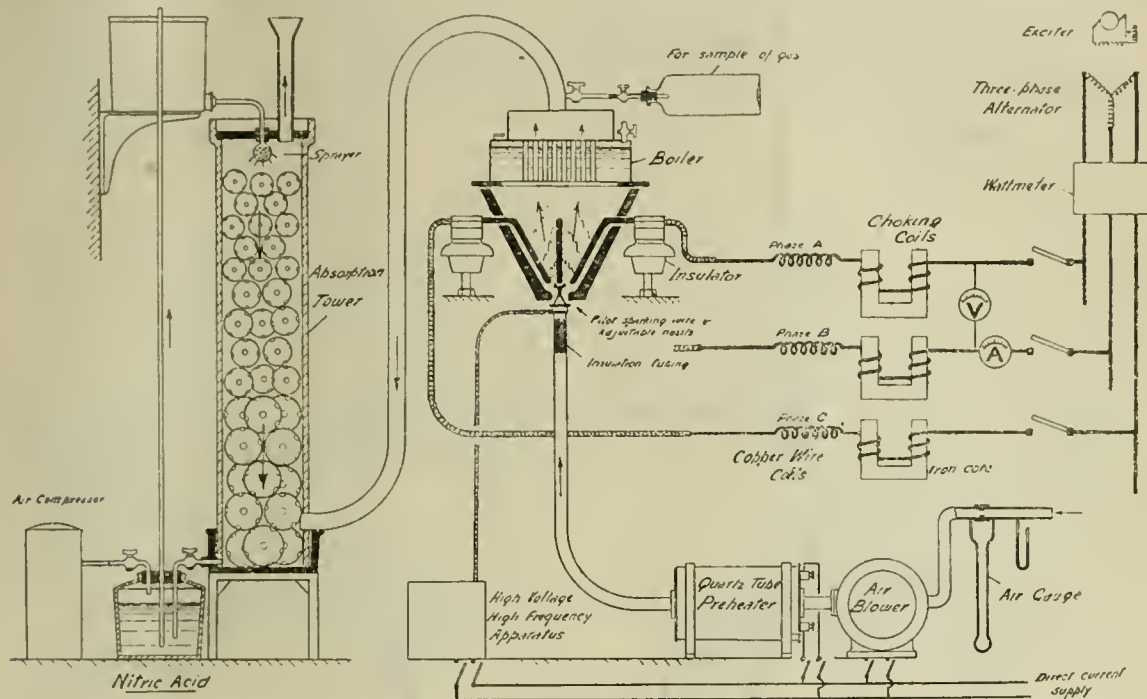 For sample of gas
Exciter
Three-phase
Alternator
Wattmeter
Sprayer
Boiler
Choking
Coils
Phase A
Insulator
Absorption
Tower
V
Pilot sparking wire &
adjustable nozzle
Phase B
A
Insulation tubing
Phase C
Copper Wire
Coils
Iron core
Air Compressor
Quartz Tube
Preheater
Air
Blower
Air Gauge
High Voltage
High Frequency
Apparatus
Nitric Acid
Direct current
supply